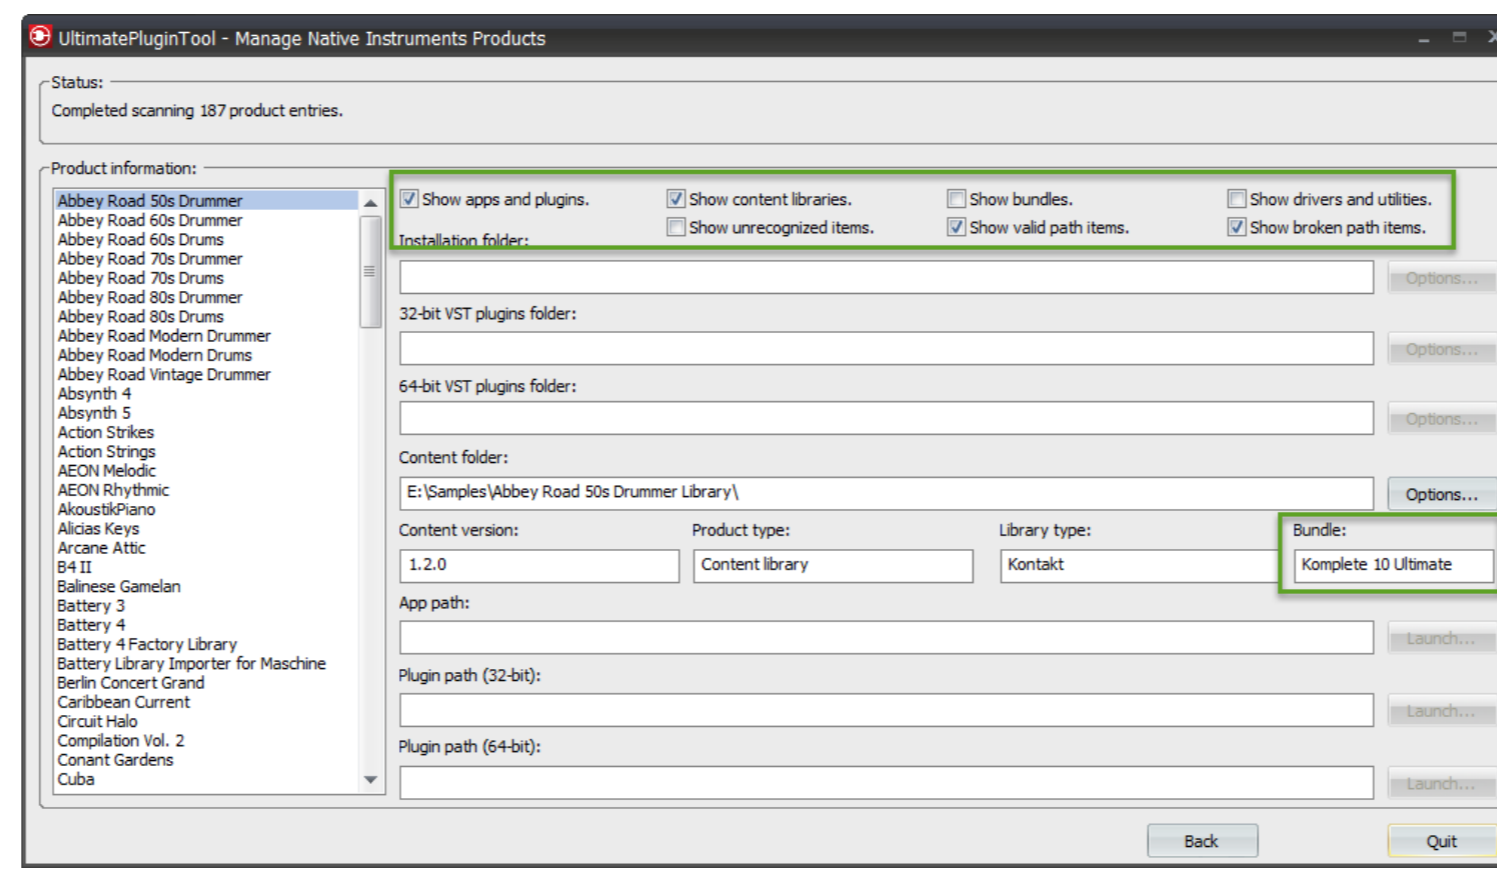 UltimatePluginTool - Manage Native Instruments Products
Status:
Completed scanning 187 product entries.
Product information:
Abbey Road 50s Drummer
Abbey Road 60s Drummer
Abbey Road 60s Drums
Abbey Road 70s Drummer
Abbey Road 70s Drums
Abbey Road 80s Drummer
Abbey Road 80s Drums
Abbey Road Modern Drummer
Abbey Road Modern Drums
Abbey Road Vintage Drummer
Absynth 4
Absynth 5
Action Strikes
Action Strings
AEON Melodic
AEON Rhythmic
AkoustikPiano
Alicias Keys
Arcane Attic
B4 II
Balinese Gamelan
Battery 3
Battery 4
Battery 4 Factory Library
Battery Library Importer for Maschine
Berlin Concert Grand
Caribbean Current
Circuit Halo
Compilation Vol. 2
Conant Gardens
Cuba
Show apps and plugins. Show content libraries. Show bundles. Show drivers and utilities.
Show unrecognized items. Show valid path items. Show broken path items.
Installation folder:
Options...
32-bit VST plugins folder:
Options...
64-bit VST plugins folder:
Options...
Content folder:
E:\Samples\Abbey Road 50s Drummer Library\ Options...
Content version: Product type: Library type: Bundle:
1.2.0 Content library Kontakt Komplete 10 Ultimate
App path:
Launch...
Plugin path (32-bit):
Launch...
Plugin path (64-bit):
Launch...
Back Quit